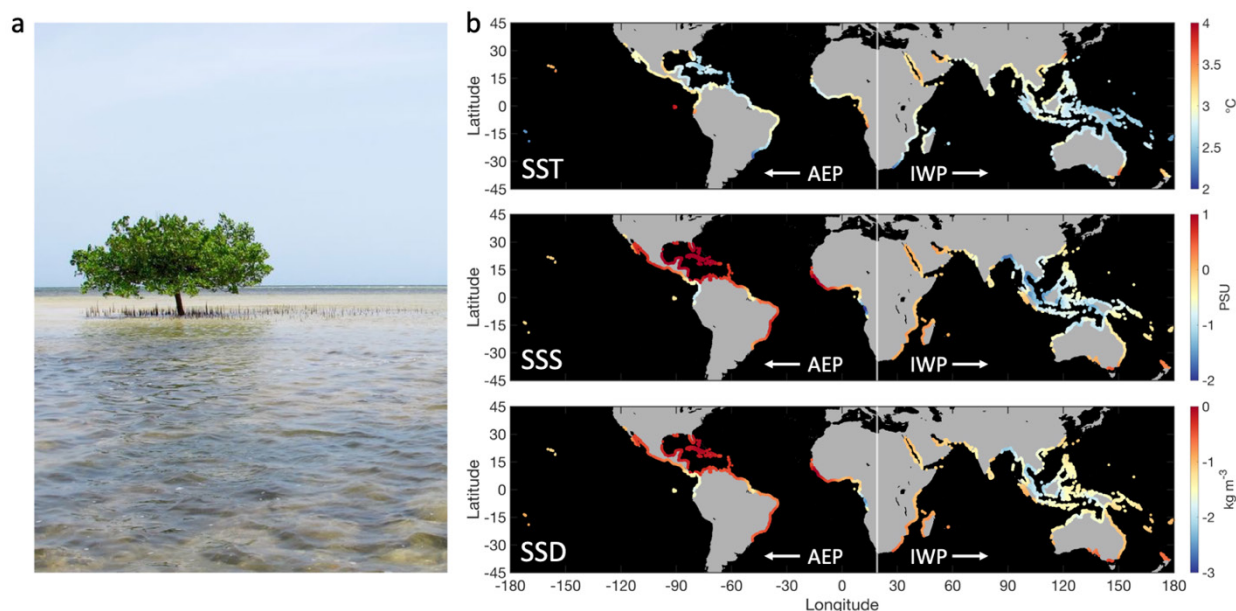 a
b
45
30
15
0
-15
-30
-45
Latitude
SST
← AEP
IWP →
4
3.5
3
2.5
2
°C
45
30
15
0
-15
-30
-45
Latitude
SSS
← AEP
IWP →
1
0
-1
-2
PSU
45
30
15
0
-15
-30
-45
Latitude
SSD
← AEP
IWP →
0
-1
-2
-3
kg m-3
-180 -150 -120 -90 -60 -30 0 30 60 90 120 150 180
Longitude